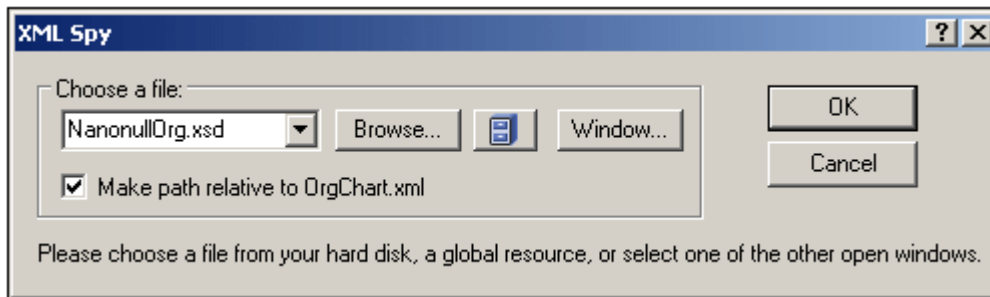 XML Spy
Choose a file:
NanonullOrg.xsd Browse... Window...
Make path relative to OrgChart.xml
OK
Cancel
Please choose a file from your hard disk, a global resource, or select one of the other open windows.